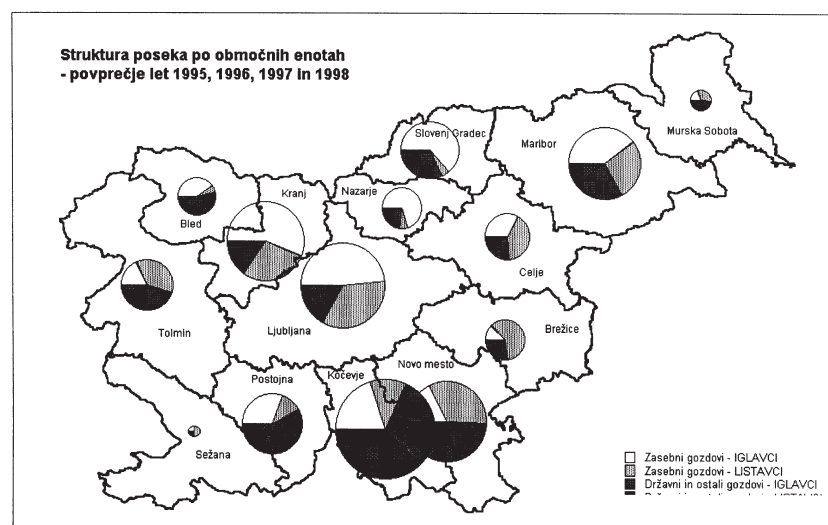 Struktura poseka po območnih enotah
- povprečje let 1995, 1996, 1997 in 1998
Murska Sobota
Maribor
Slovenj Gradec
Nazarje
Kranj
Bled
Celje
Ljubljana
Tolmin
Brežice
Novo mesto
Kočevje
Postojna
Sežana
Zasebni gozdovi - IGLAVCI
Zasebni gozdovi - LISTAVCI
Državni in ostali gozdovi - IGLAVCI